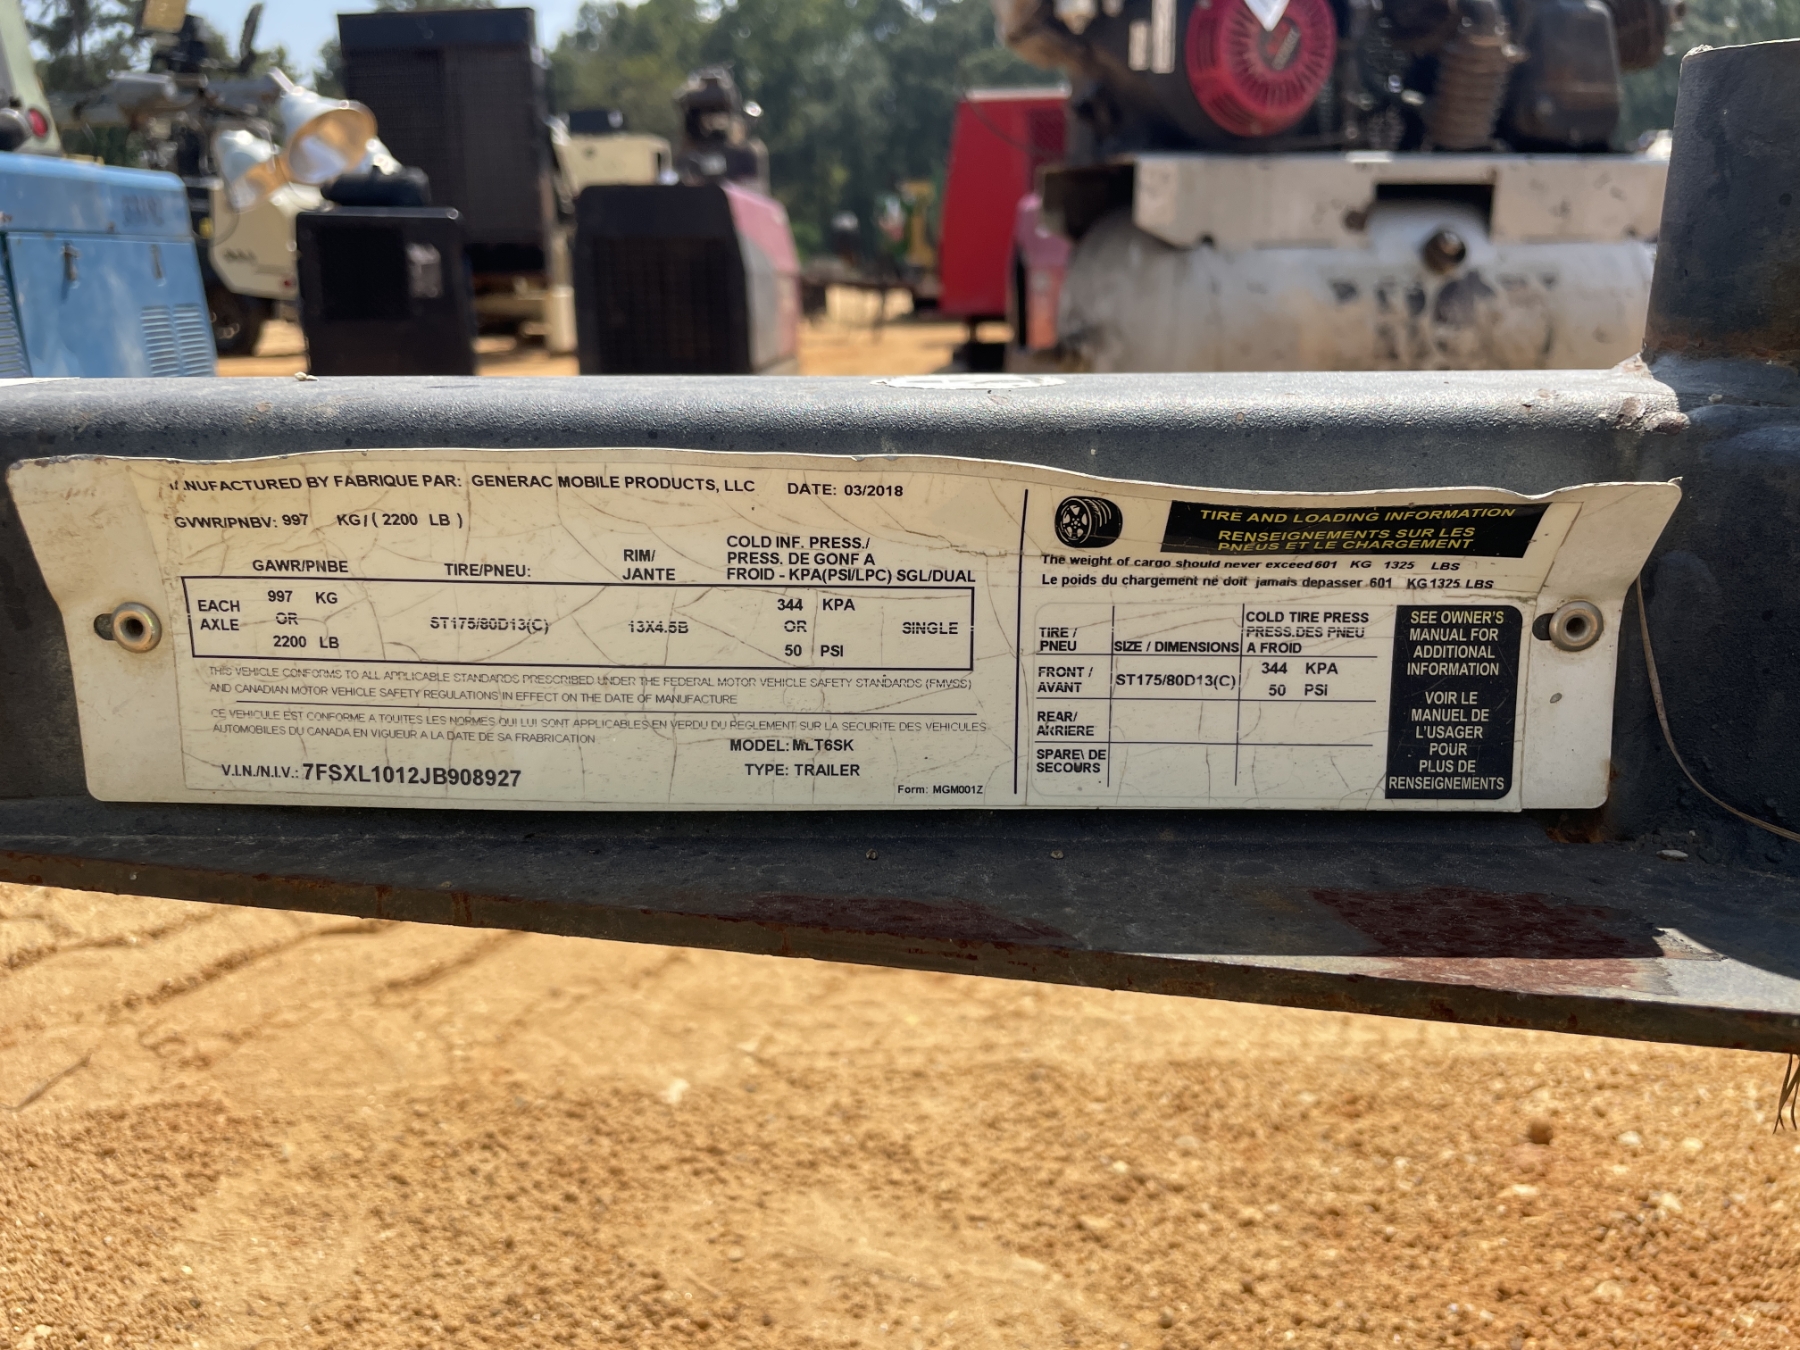 MANUFACTURED BY FABRIQUE PAR: GENERAC MOBILE PRODUCTS, LLC DATE: 03/2018
GVWR/PNBV: 997 KG/( 2200 LB )
GAWR/PNBE TIRE/PNEU: RIM/ JANTE COLD INF. PRESS./ PRESS. DE GONF A FROID - KPA(PSI/LPC) SGL/DUAL
EACH AXLE 997 KG OR 2200 LB ST175/80D13(C) 13X4.5B 344 KPA OR 50 PSI SINGLE
THIS VEHICLE CONFORMS TO ALL APPLICABLE STANDARDS PRESCRIBED UNDER THE FEDERAL MOTOR VEHICLE SAFETY STANDARDS (FMVSS)
AND CANADIAN MOTOR VEHICLE SAFETY REGULATIONS IN EFFECT ON THE DATE OF MANUFACTURE
CE VEHICULE EST CONFORME A TOUTES LES NORMES QUI LUI SONT APPLICABLES EN VERDU DU REGLEMENT SUR LA SECURITE DES VEHICULES
AUTOMOBILES DU CANADA EN VIGUEUR A LA DATE DE SA FRABRICATION
MODEL: MLT6SK
V.I.N./N.I.V.: 7FSXL1012JB908927 TYPE: TRAILER
Form: MGM001Z
TIRE AND LOADING INFORMATION
RENSEIGNEMENTS SUR LES
PNEUS ET LE CHARGEMENT
The weight of cargo should never exceed 601 KG 1325 LBS
Le poids du chargement ne doit jamais depasser 601 KG 1325 LBS
TIRE / PNEU SIZE / DIMENSIONS COLD TIRE PRESS PRESS.DES PNEU A FROID
FRONT / AVANT ST175/80D13(C) 344 KPA 50 PSI
REAR/
ARRIERE
SPARE\ DE
SECOURS
SEE OWNER'S
MANUAL FOR
ADDITIONAL
INFORMATION
VOIR LE
MANUEL DE
L'USAGER
POUR
PLUS DE
RENSEIGNEMENTS